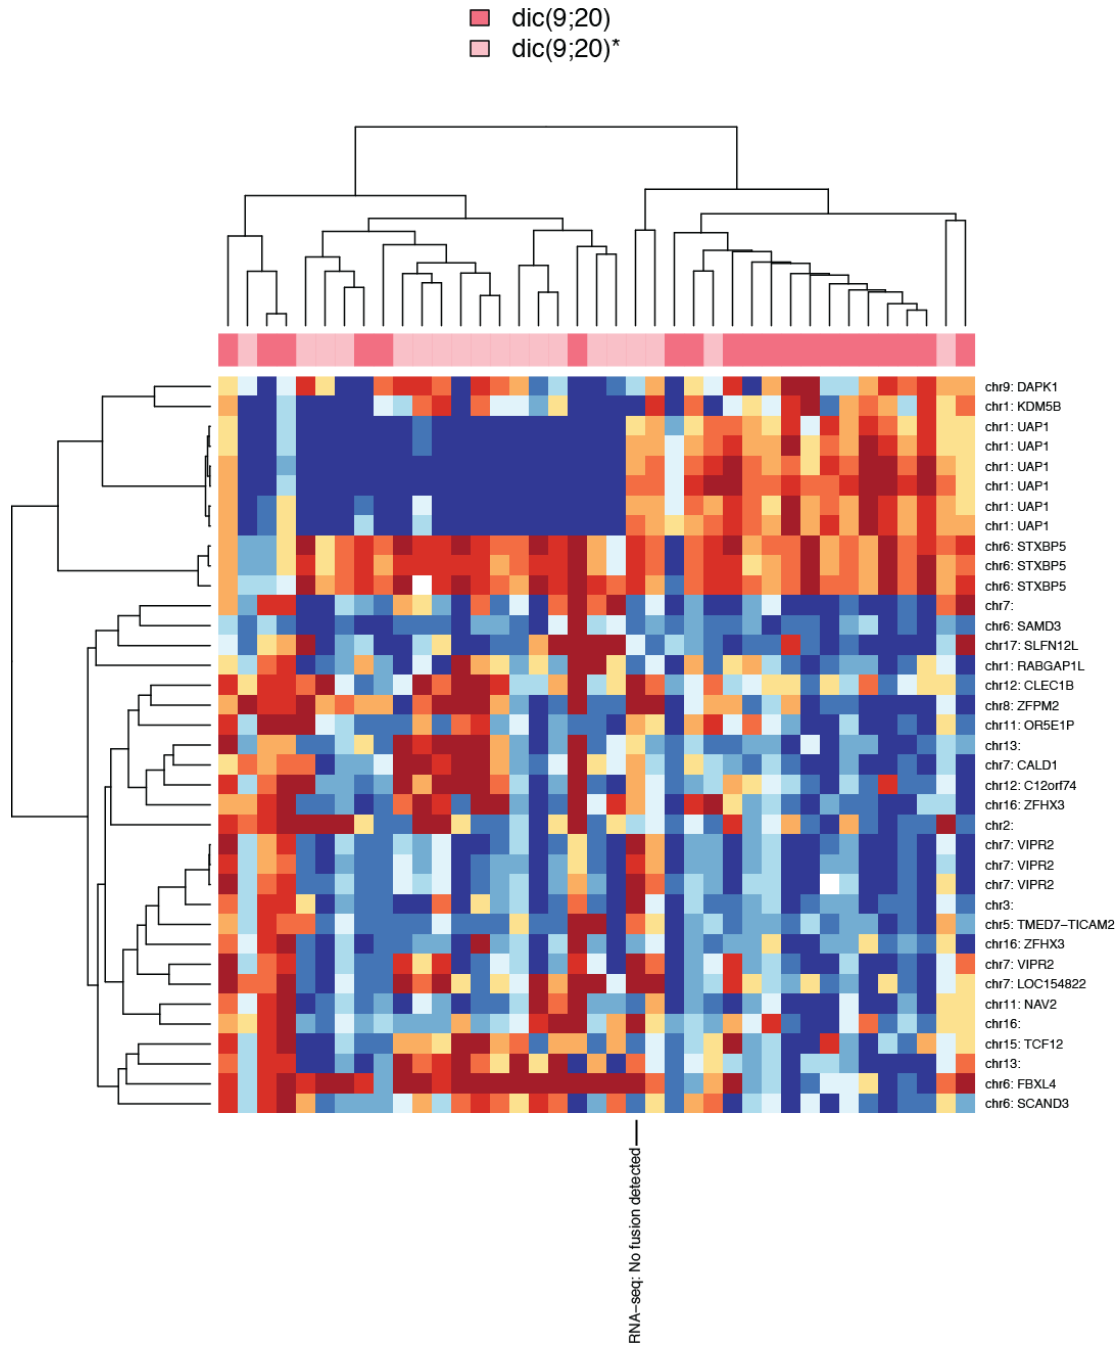 dic(9;20)
dic(9;20)*
chr9: DAPK1
chr1: KDM5B
chr1: UAP1
chr1: UAP1
chr1: UAP1
chr1: UAP1
chr1: UAP1
chr1: UAP1
chr6: STXBP5
chr6: STXBP5
chr6: STXBP5
chr7:
chr6: SAMD3
chr17: SLFN12L
chr1: RABGAP1L
chr12: CLEC1B
chr8: ZFPM2
chr11: OR5E1P
chr13:
chr7: CALD1
chr12: C12orf74
chr16: ZFHX3
chr2:
chr7: VIPR2
chr7: VIPR2
chr7: VIPR2
chr3:
chr5: TMED7−TICAM2
chr16: ZFHX3
chr7: VIPR2
chr7: LOC154822
chr11: NAV2
chr16:
chr15: TCF12
chr13:
chr6: FBXL4
chr6: SCAND3
RNA−seq: No fusion detected